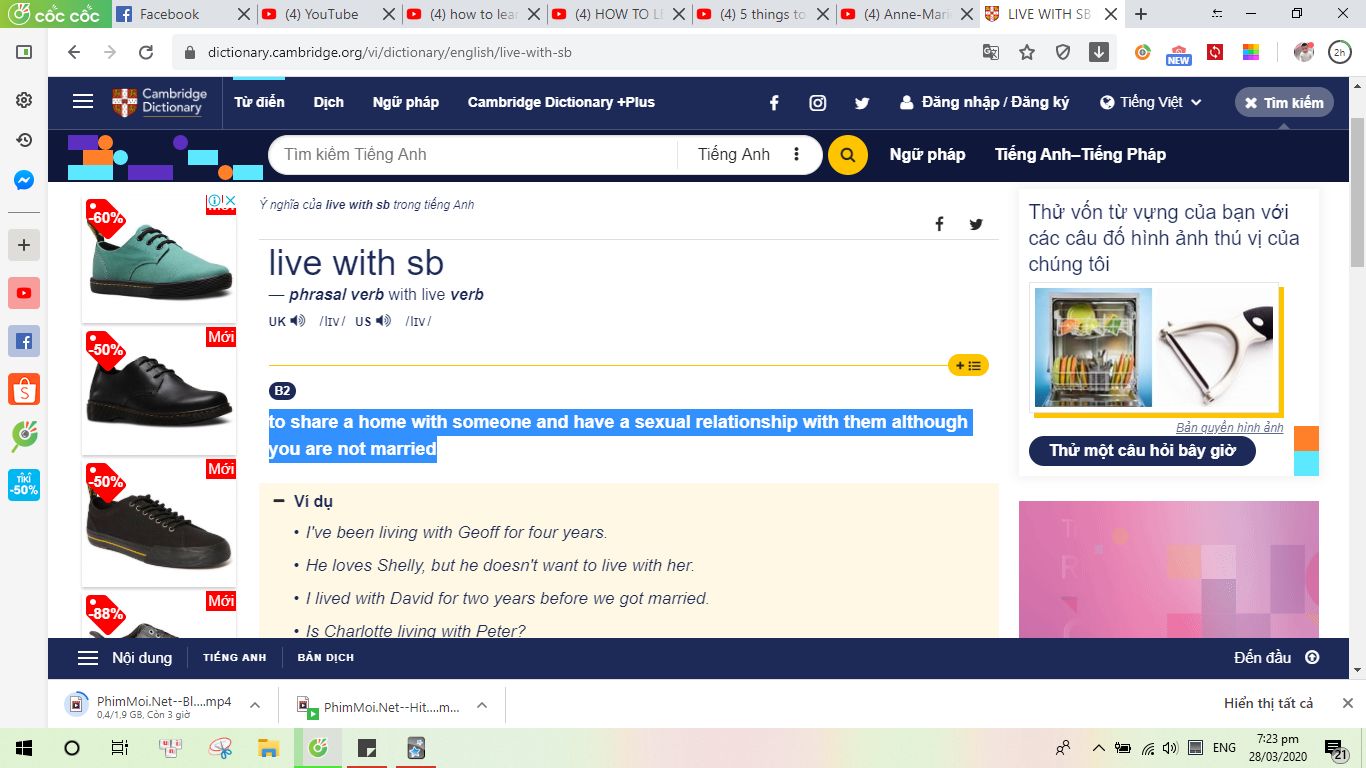 cốc cốc
Facebook
(4) YouTube
(4) how to lear
(4) HOW TO LE
(4) 5 things to
(4) Anne-Mari
LIVE WITH SB
dictionary.cambridge.org/vi/dictionary/english/live-with-sb
NEW
2h
Cambridge
Dictionary
Từ điển
Dịch
Ngữ pháp
Cambridge Dictionary +Plus
Đăng nhập / Đăng ký
Tiếng Việt
Tìm kiếm
Tìm kiếm Tiếng Anh
Tiếng Anh
Ngữ pháp
Tiếng Anh–Tiếng Pháp
-60%
Mới
-50%
Mới
-50%
Mới
-88%
TIKI
-50%
Ý nghĩa của live with sb trong tiếng Anh
live with sb
— phrasal verb with live verb
UK /lɪv/ US /lɪv/
B2
to share a home with someone and have a sexual relationship with them although
you are not married
Ví dụ
• I've been living with Geoff for four years.
• He loves Shelly, but he doesn't want to live with her.
• I lived with David for two years before we got married.
• Is Charlotte living with Peter?
Thử vốn từ vựng của bạn với
các câu đố hình ảnh thú vị của
chúng tôi
Bản quyền hình ảnh
Thử một câu hỏi bây giờ
Nội dung
TIẾNG ANH
BẢN DỊCH
Đến đầu
PhimMoi.Net--Bl....mp4
0,4/1,9 GB, Còn 3 giờ
PhimMoi.Net--Hit....m...
Hiển thị tất cả
ENG
7:23 pm
28/03/2020
21